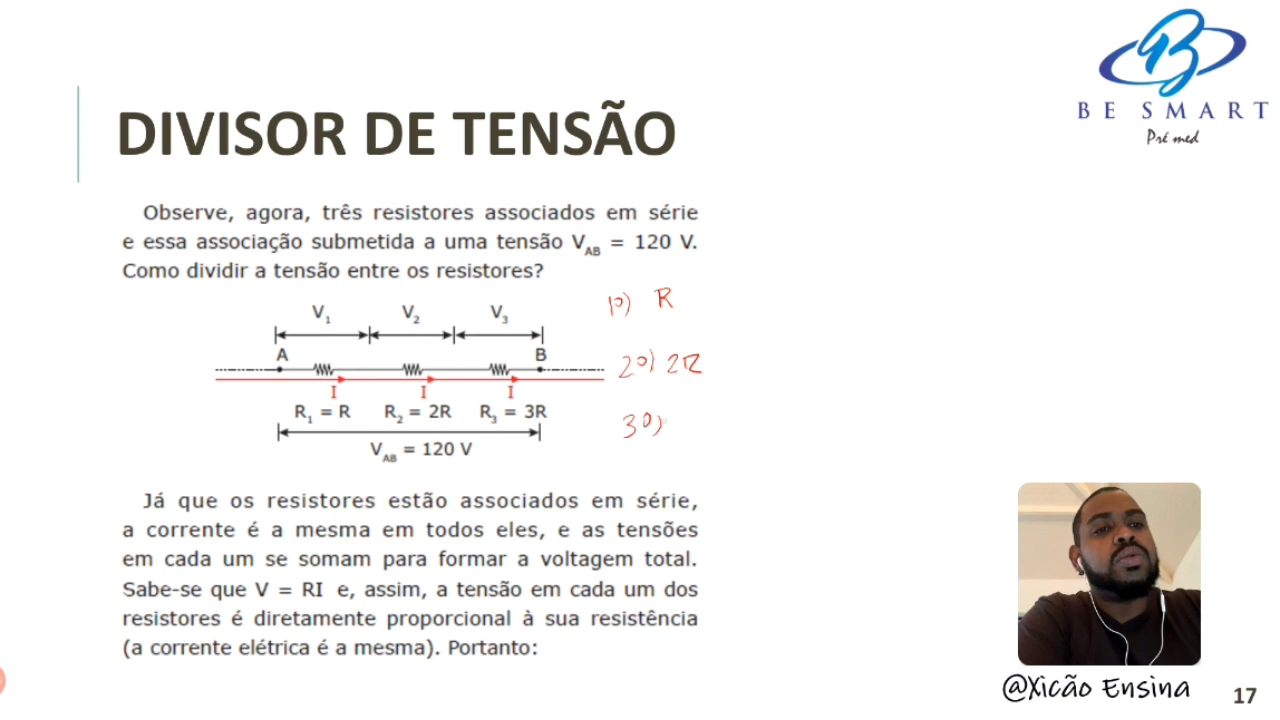 BE SMART
Pré med
DIVISOR DE TENSÃO
Observe, agora, três resistores associados em série
e essa associação submetida a uma tensão V_AB = 120 V.
Como dividir a tensão entre os resistores?
V₁ V₂ V₃
A B
I I I
R₁ = R R₂ = 2R R₃ = 3R
V_AB = 120 V
1º) R
2º) 2R
3º)
Já que os resistores estão associados em série,
a corrente é a mesma em todos eles, e as tensões
em cada um se somam para formar a voltagem total.
Sabe-se que V = RI e, assim, a tensão em cada um dos
resistores é diretamente proporcional à sua resistência
(a corrente elétrica é a mesma). Portanto:
@Xicão Ensina
17